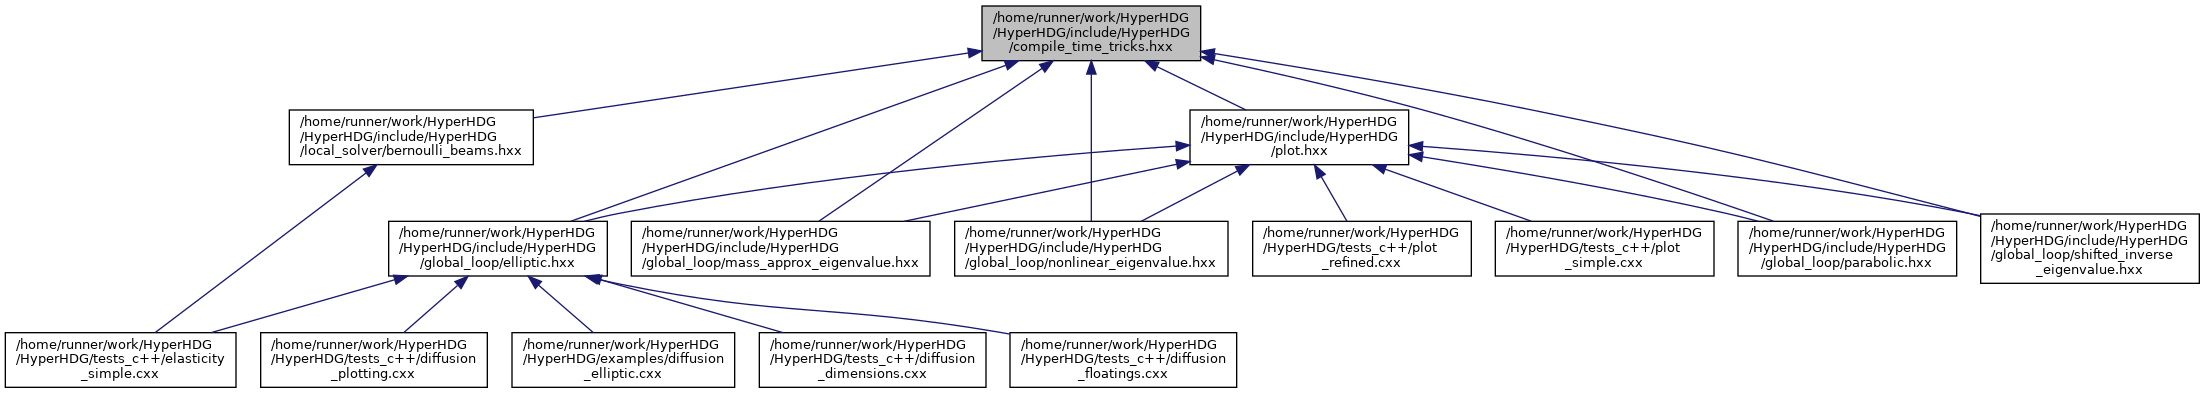 /home/runner/work/HyperHDG
/HyperHDG/include/HyperHDG
/compile_time_tricks.hxx
/home/runner/work/HyperHDG
/HyperHDG/include/HyperHDG
/local_solver/bernoulli_beams.hxx
/home/runner/work/HyperHDG
/HyperHDG/include/HyperHDG
/plot.hxx
/home/runner/work/HyperHDG
/HyperHDG/include/HyperHDG
/global_loop/elliptic.hxx
/home/runner/work/HyperHDG
/HyperHDG/include/HyperHDG
/global_loop/mass_approx_eigenvalue.hxx
/home/runner/work/HyperHDG
/HyperHDG/include/HyperHDG
/global_loop/nonlinear_eigenvalue.hxx
/home/runner/work/HyperHDG
/HyperHDG/tests_c++/plot
_refined.cxx
/home/runner/work/HyperHDG
/HyperHDG/tests_c++/plot
_simple.cxx
/home/runner/work/HyperHDG
/HyperHDG/include/HyperHDG
/global_loop/parabolic.hxx
/home/runner/work/HyperHDG
/HyperHDG/include/HyperHDG
/global_loop/shifted_inverse
_eigenvalue.hxx
/home/runner/work/HyperHDG
/HyperHDG/tests_c++/elasticity
_simple.cxx
/home/runner/work/HyperHDG
/HyperHDG/tests_c++/diffusion
_plotting.cxx
/home/runner/work/HyperHDG
/HyperHDG/examples/diffusion
_elliptic.cxx
/home/runner/work/HyperHDG
/HyperHDG/tests_c++/diffusion
_dimensions.cxx
/home/runner/work/HyperHDG
/HyperHDG/tests_c++/diffusion
_floatings.cxx